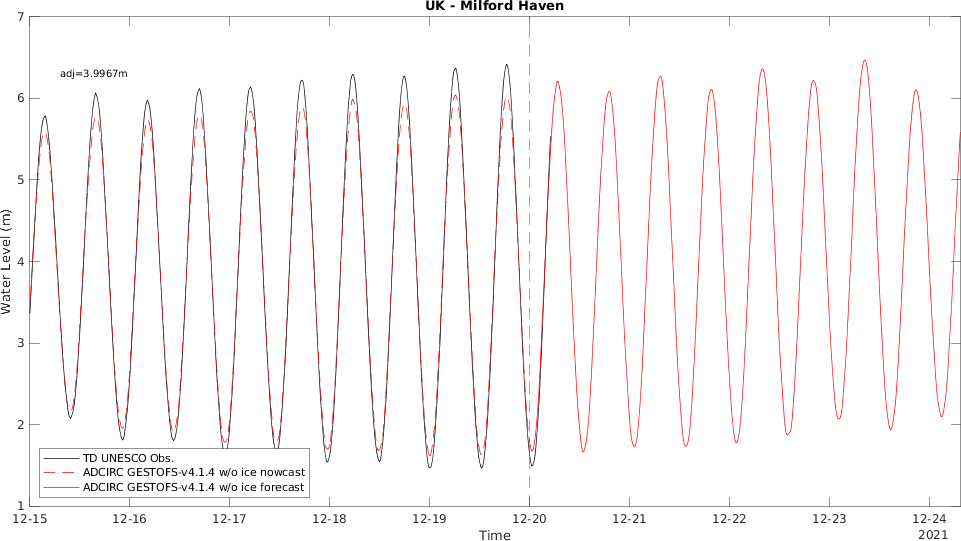 UK - Milford Haven
7
adj=3.9967m
6
5
4
3
2
1
Water Level (m)
TD UNESCO Obs.
ADCIRC GESTOFS-v4.1.4 w/o ice nowcast
ADCIRC GESTOFS-v4.1.4 w/o ice forecast
12-15 12-16 12-17 12-18 12-19 12-20 12-21 12-22 12-23 12-24
Time
2021